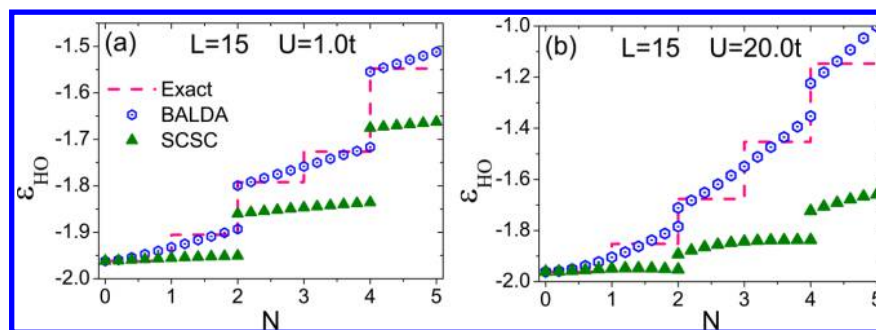 (a) L=15 U=1.0t
Exact
BALDA
SCSC
εHO
-1.5
-1.6
-1.7
-1.8
-1.9
-2.0
0 1 2 3 4 5
N
(b) L=15 U=20.0t
εHO
-1.0
-1.2
-1.4
-1.6
-1.8
-2.0
0 1 2 3 4 5
N